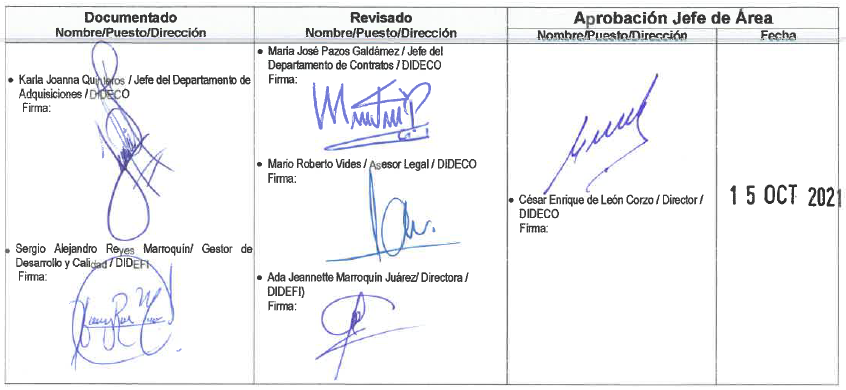 Documentado
Nombre/Puesto/Dirección
• Karla Joanna Quinteros / Jefe del Departamento de
Adquisiciones / DIDECO
Firma:
• Sergio Alejandro Reyes Marroquín/ Gestor de
Desarrollo y Calidad / DIDEFI
Firma:
Revisado
Nombre/Puesto/Dirección
• María José Pazos Galdámez / Jefe del
Departamento de Contratos / DIDECO
Firma:
• Mario Roberto Vides / Asesor Legal / DIDECO
Firma:
• Ada Jeannette Marroquín Juárez/ Directora /
DIDEFI)
Firma:
Aprobación Jefe de Área
Nombre/Puesto/Dirección
• César Enrique de León Corzo / Director /
DIDECO
Firma:
Fecha
15 OCT 2021